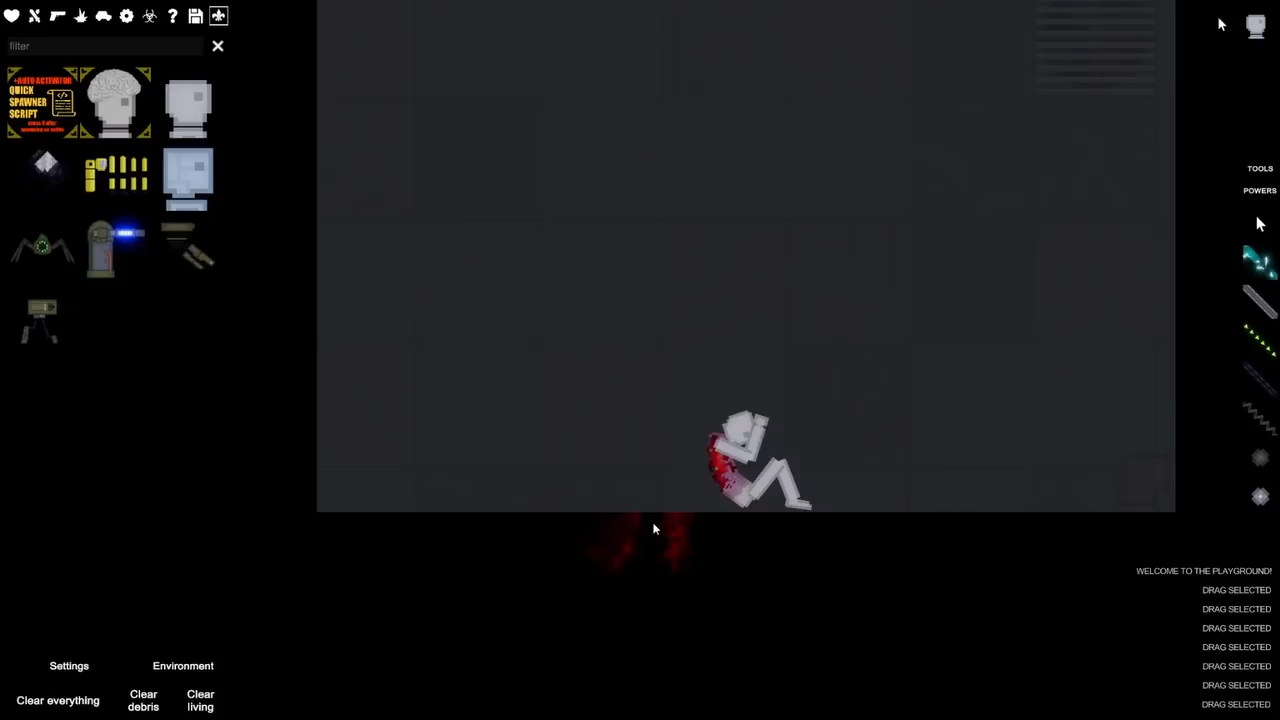 filter
+AUTO ACTIVATOR
QUICK
SPAWNER
SCRIPT
TOOLS
POWERS
WELCOME TO THE PLAYGROUND!
DRAG SELECTED
DRAG SELECTED
DRAG SELECTED
DRAG SELECTED
DRAG SELECTED
DRAG SELECTED
DRAG SELECTED
Settings
Environment
Clear everything
Clear
debris
Clear
living